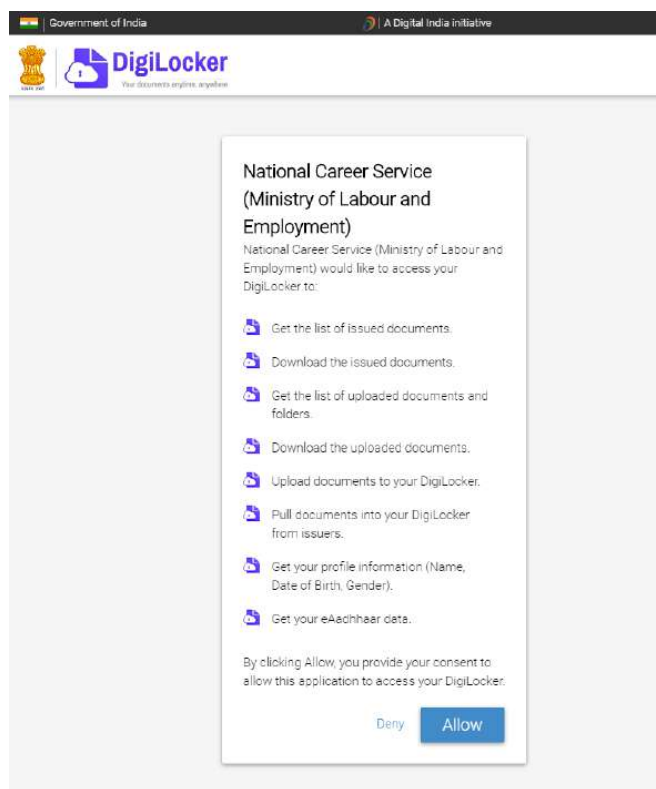 Government of India
A Digital India initiative
DigiLocker
Your documents anytime, anywhere
National Career Service
(Ministry of Labour and
Employment)
National Career Service (Ministry of Labour and
Employment) would like to access your
DigiLocker to:
Get the list of issued documents.
Download the issued documents.
Get the list of uploaded documents and
folders.
Download the uploaded documents.
Upload documents to your DigiLocker.
Pull documents into your DigiLocker
from issuers.
Get your profile information (Name,
Date of Birth, Gender).
Get your eAadhhaar data.
By clicking Allow, you provide your consent to
allow this application to access your DigiLocker.
Deny
Allow